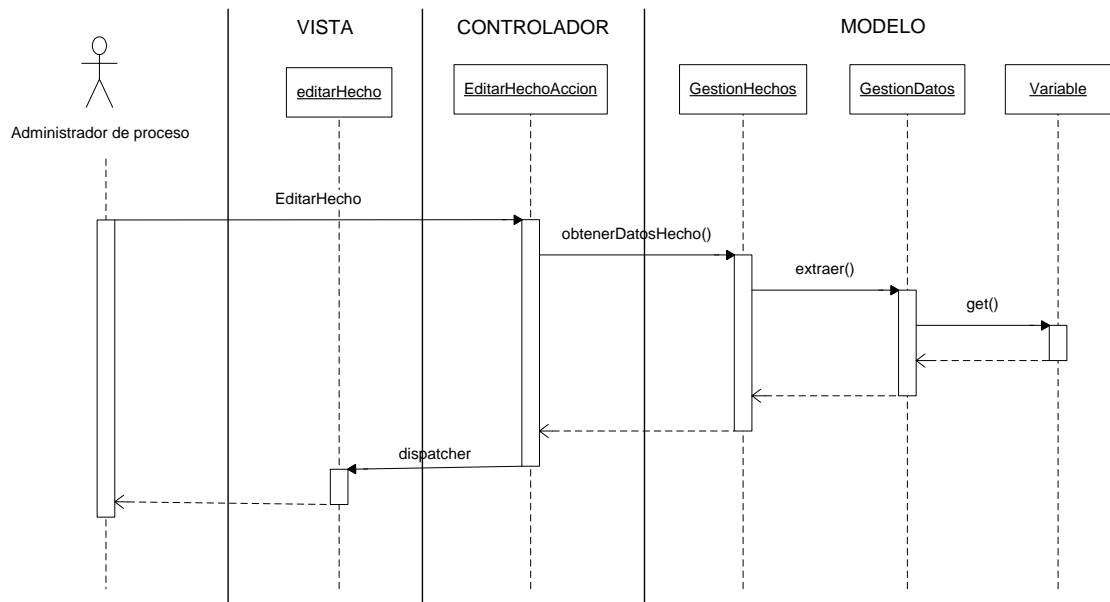 VISTA
CONTROLADOR
MODELO
editarHecho
EditarHechoAccion
GestionHechos
GestionDatos
Variable
Administrador de proceso
EditarHecho
obtenerDatosHecho()
extraer()
get()
dispatcher